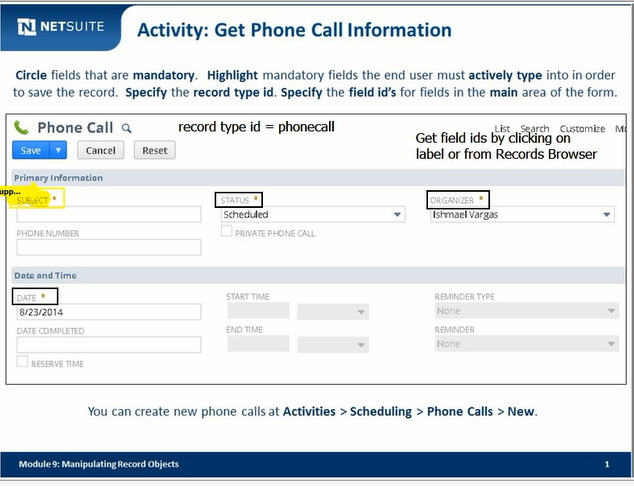 NETSUITE
Activity: Get Phone Call Information
Circle fields that are mandatory. Highlight mandatory fields the end user must actively type into in order
to save the record. Specify the record type id. Specify the field id's for fields in the main area of the form.
Phone Call
record type id = phonecall
List Search Customize
Get field ids by clicking on
label or from Records Browser
Save Cancel Reset
Primary Information
upp...
SUBJECT *
STATUS *
Scheduled
ORGANIZER *
Ishmael Vargas
PHONE NUMBER
PRIVATE PHONE CALL
Date and Time
DATE *
8/23/2014
START TIME
REMINDER TYPE
None
DATE COMPLETED
END TIME
REMINDER
None
RESERVE TIME
You can create new phone calls at Activities > Scheduling > Phone Calls > New.
Module 9: Manipulating Record Objects
1